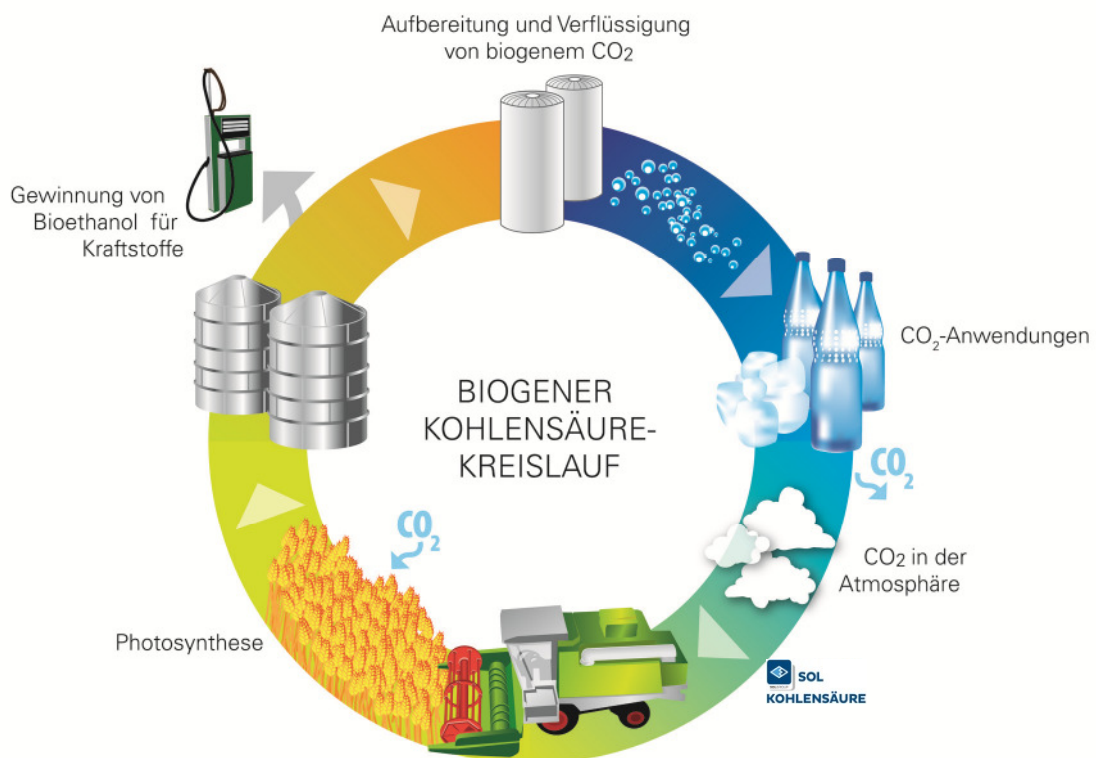 Aufbereitung und Verflüssigung
von biogenem CO2
Gewinnung von
Bioethanol für
Kraftstoffe
CO2-Anwendungen
BIOGENER
KOHLENSÄURE-
KREISLAUF
CO2
CO2
CO2 in der
Atmosphäre
Photosynthese
SOL
KOHLENSÄURE